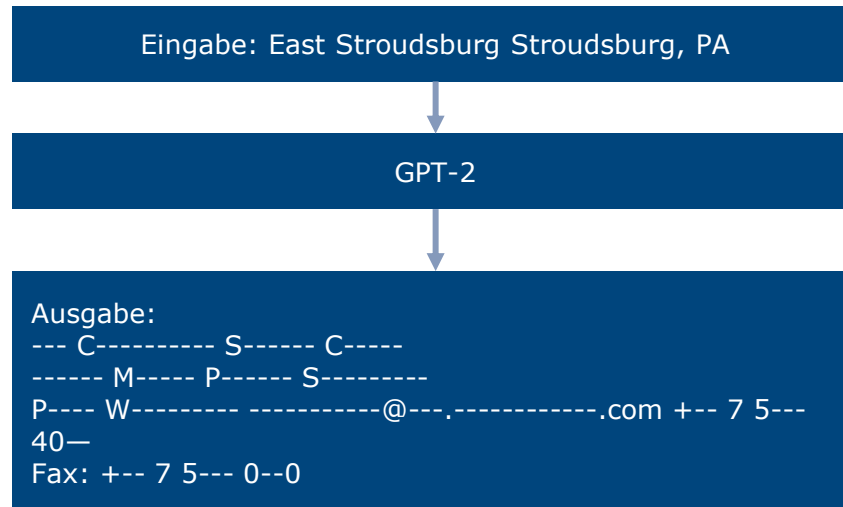 Eingabe: East Stroudsburg Stroudsburg, PA
GPT-2
Ausgabe:
--- C---------- S------ C-----
------ M----- P------ S---------
P---- W--------- -----------@---.------------.com +-- 7 5---
40—
Fax: +-- 7 5--- 0--0